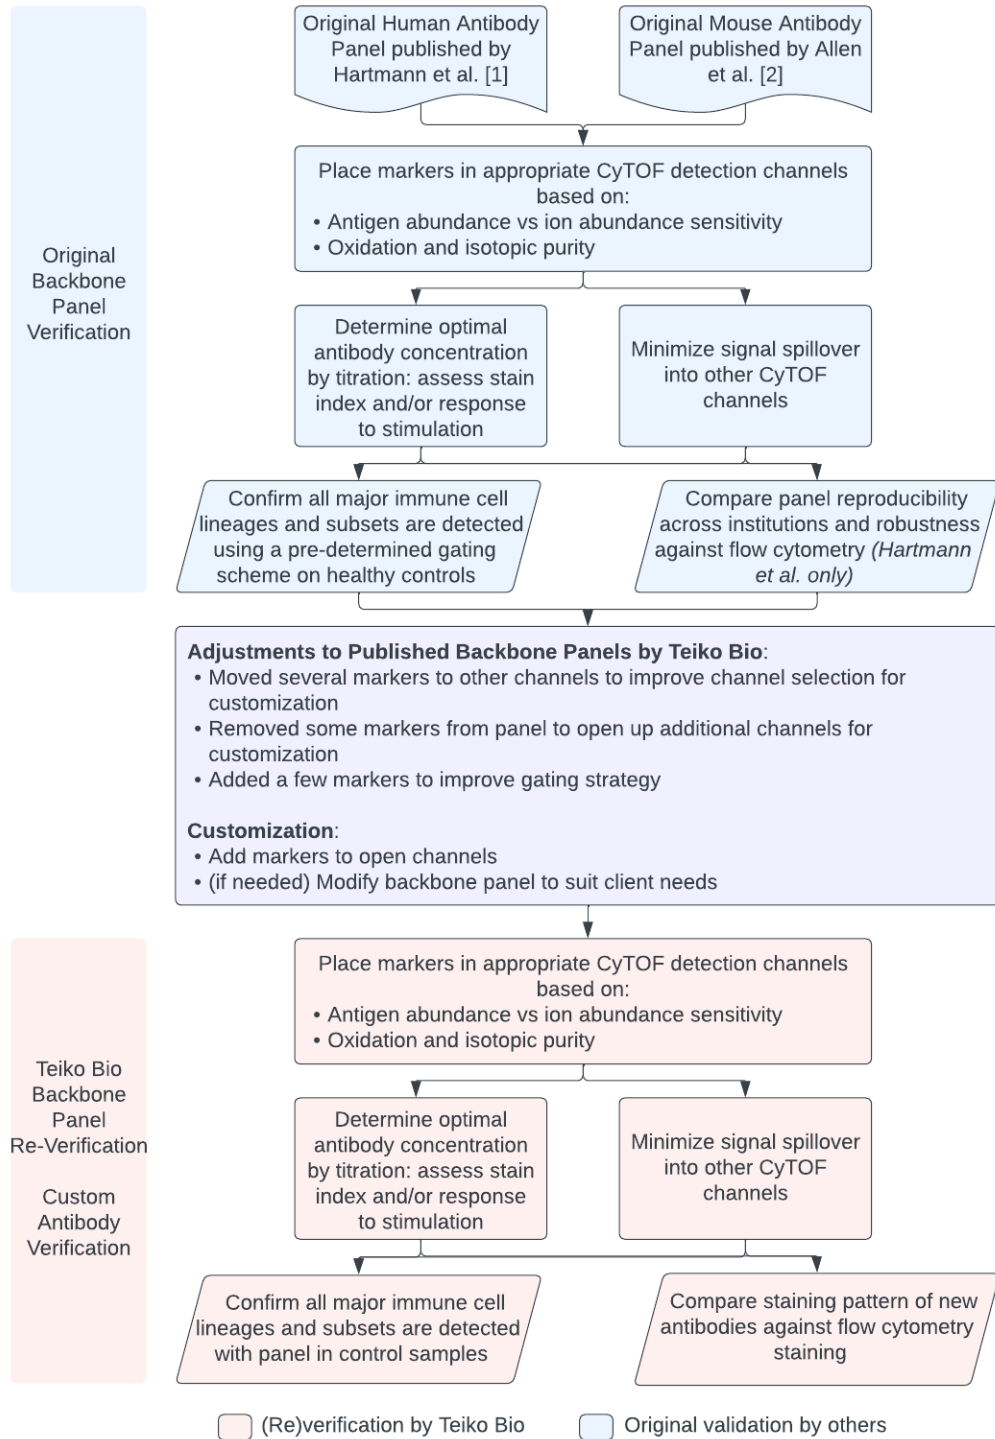 Original Human Antibody
Panel published by
Hartmann et al. [1]
Original Mouse Antibody
Panel published by Allen
et al. [2]
Place markers in appropriate CyTOF detection channels
based on:
• Antigen abundance vs ion abundance sensitivity
• Oxidation and isotopic purity
Original
Backbone
Panel
Verification
Determine optimal
antibody concentration
by titration: assess stain
index and/or response
to stimulation
Minimize signal spillover
into other CyTOF
channels
Confirm all major immune cell
lineages and subsets are detected
using a pre-determined gating
scheme on healthy controls
Compare panel reproducibility
across institutions and robustness
against flow cytometry (Hartmann
et al. only)
Adjustments to Published Backbone Panels by Teiko Bio:
• Moved several markers to other channels to improve channel selection for
customization
• Removed some markers from panel to open up additional channels for
customization
• Added a few markers to improve gating strategy
Customization:
• Add markers to open channels
• (if needed) Modify backbone panel to suit client needs
Place markers in appropriate CyTOF detection channels
based on:
• Antigen abundance vs ion abundance sensitivity
• Oxidation and isotopic purity
Teiko Bio
Backbone
Panel
Re-Verification
Custom
Antibody
Verification
Determine optimal
antibody concentration
by titration: assess stain
index and/or response
to stimulation
Minimize signal spillover
into other CyTOF
channels
Confirm all major immune cell
lineages and subsets are detected
with panel in control samples
Compare staining pattern of new
antibodies against flow cytometry
staining
(Re)verification by Teiko Bio
Original validation by others